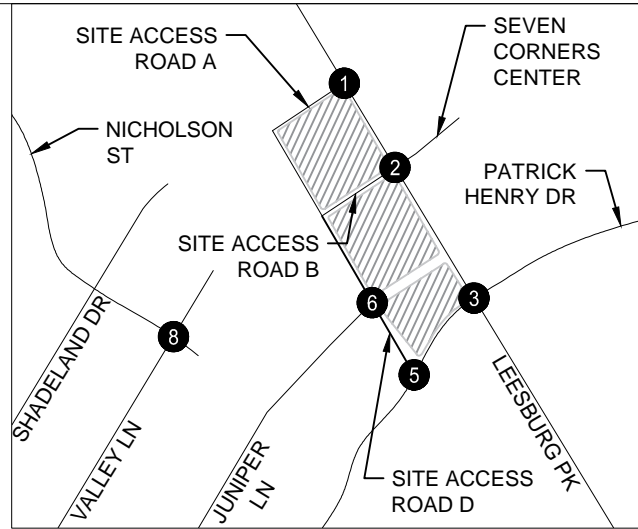 SITE ACCESS
ROAD A
SEVEN
CORNERS
CENTER
1
NICHOLSON
ST
2
PATRICK
HENRY DR
SITE ACCESS
ROAD B
6
3
8
5
SHADELAND DR
VALLEY LN
JUNIPER
LN
LEESBURG PK
SITE ACCESS
ROAD D